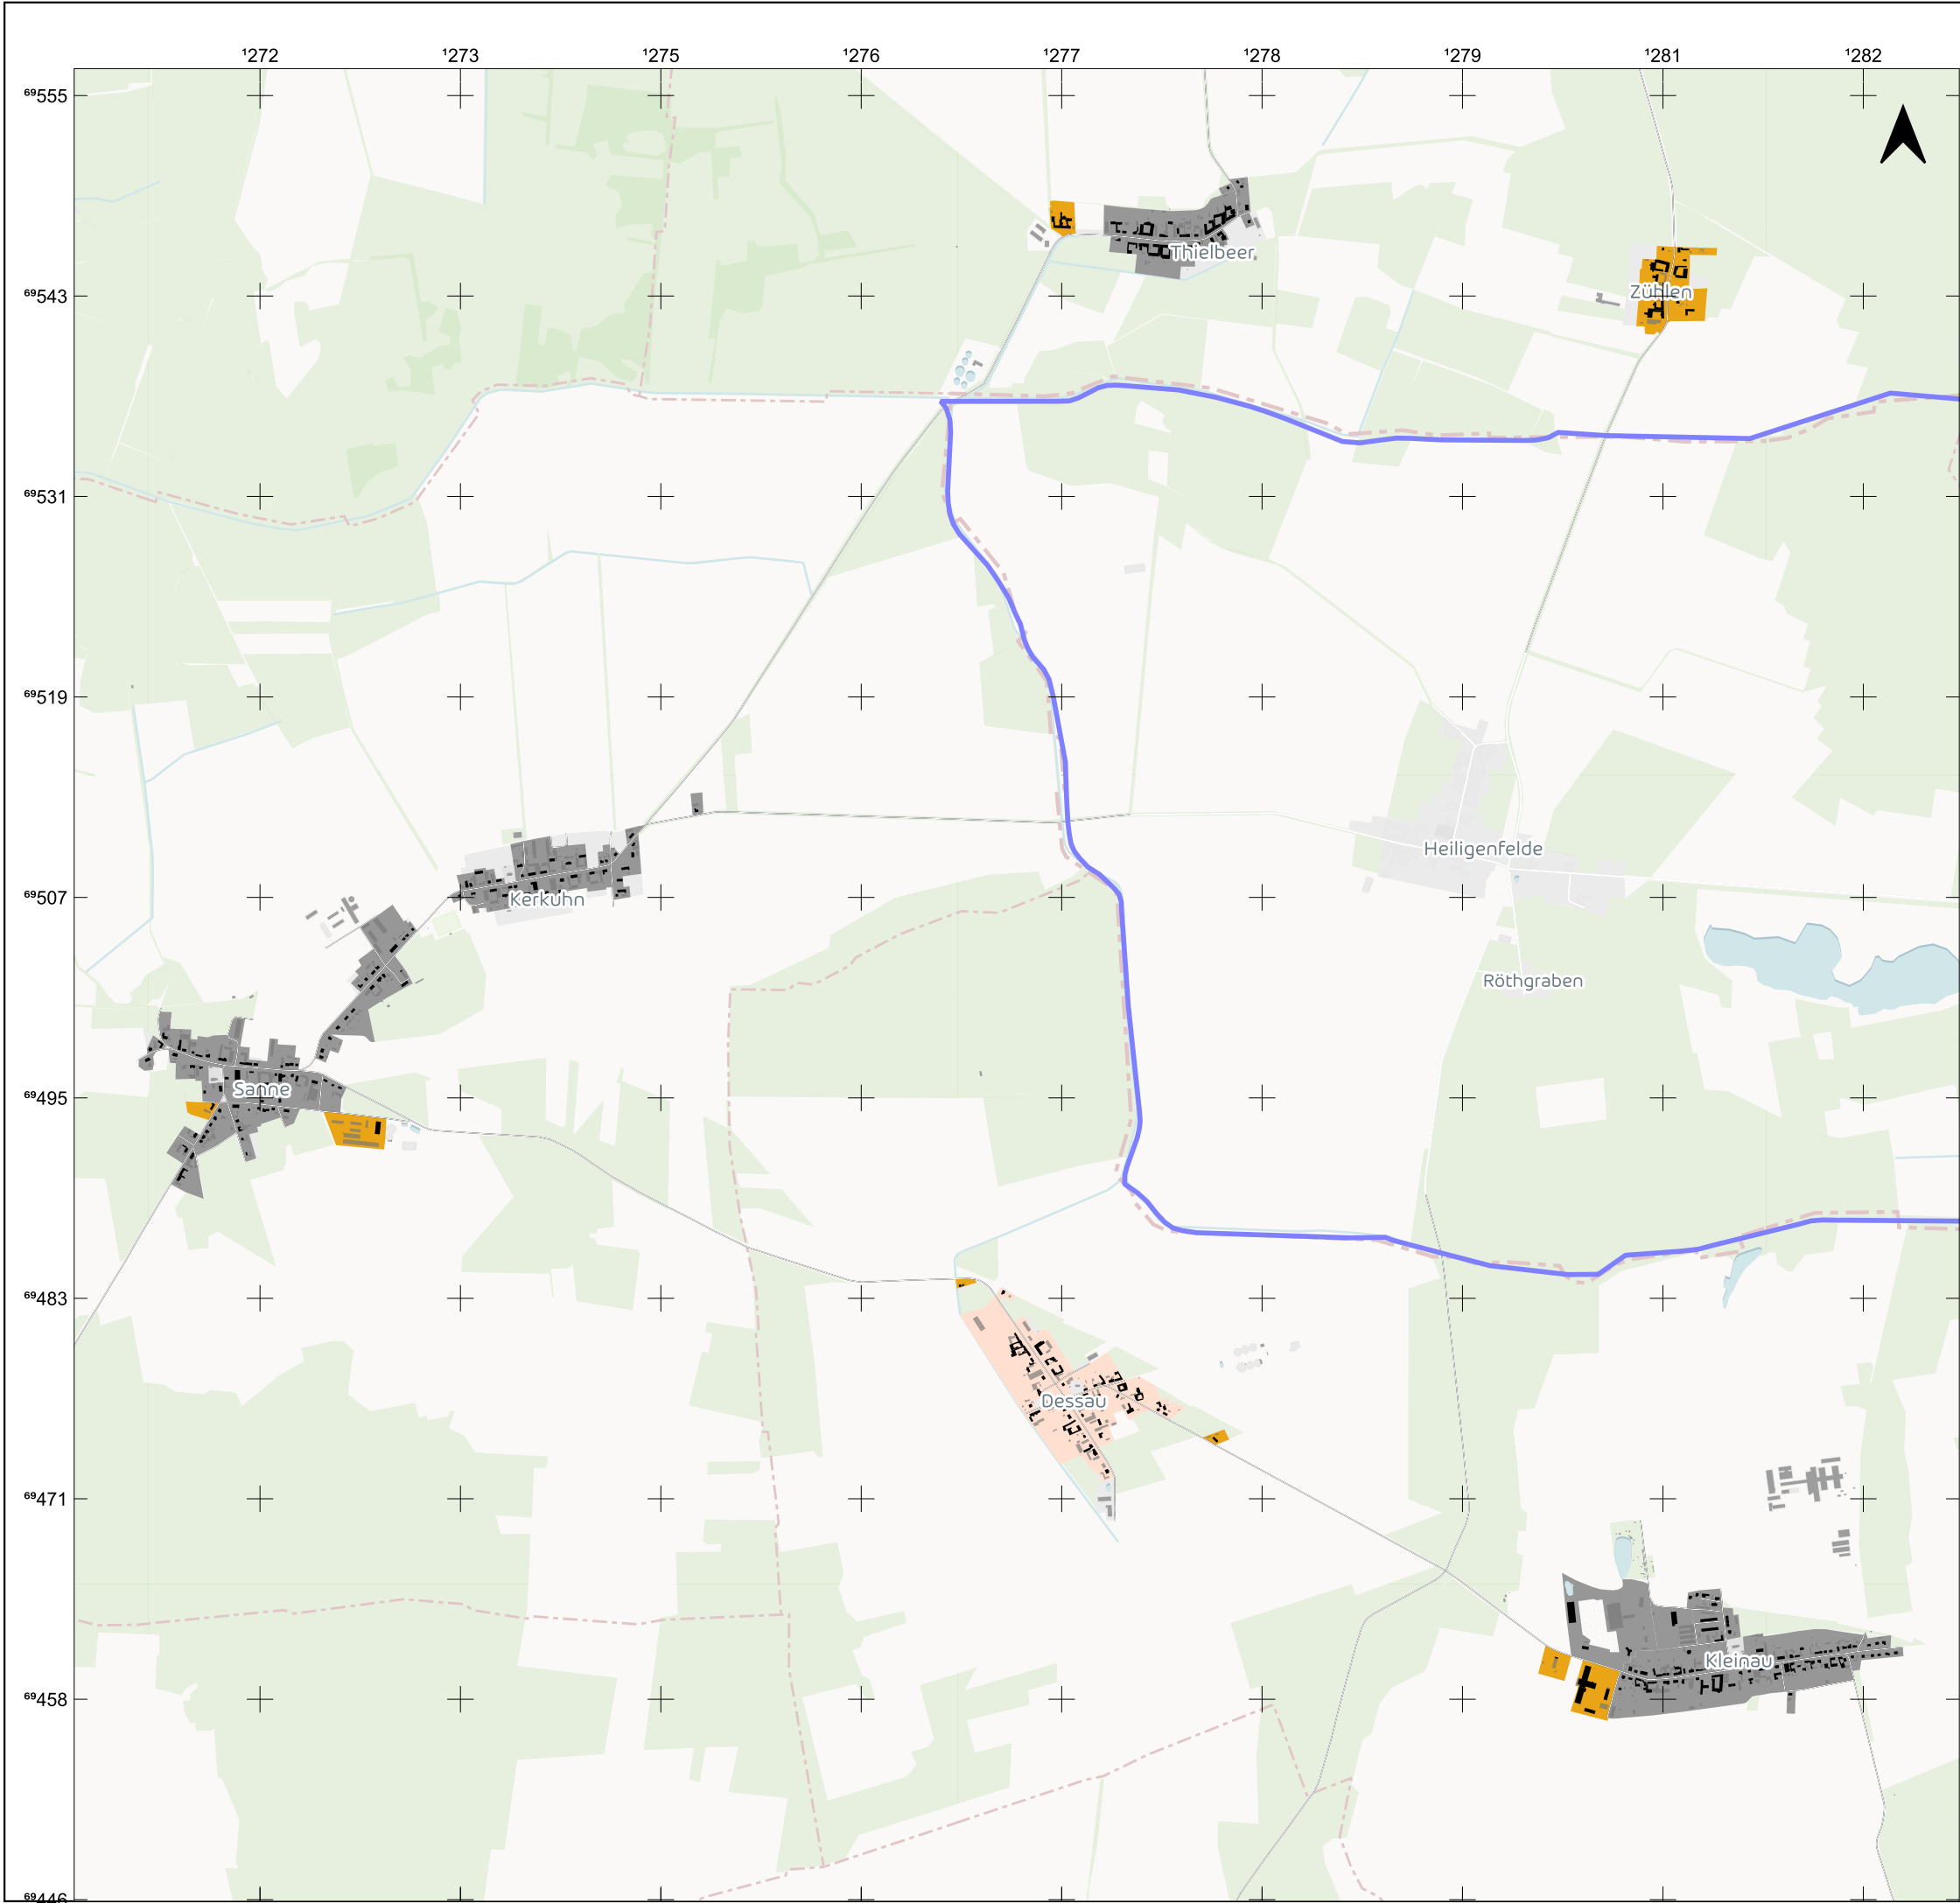 ¹272 ¹273 ¹275 ¹276 ¹277 ¹278 ¹279 ¹281 ¹282
⁶⁹555
Thielbeer
⁶⁹543
Zühlen
⁶⁹531
⁶⁹519
Heiligenfelde
⁶⁹507
Kerkuhn
Röthgraben
⁶⁹495
Sanne
⁶⁹483
Dessau
⁶⁹471
Kleinau
⁶⁹458
⁶⁹446